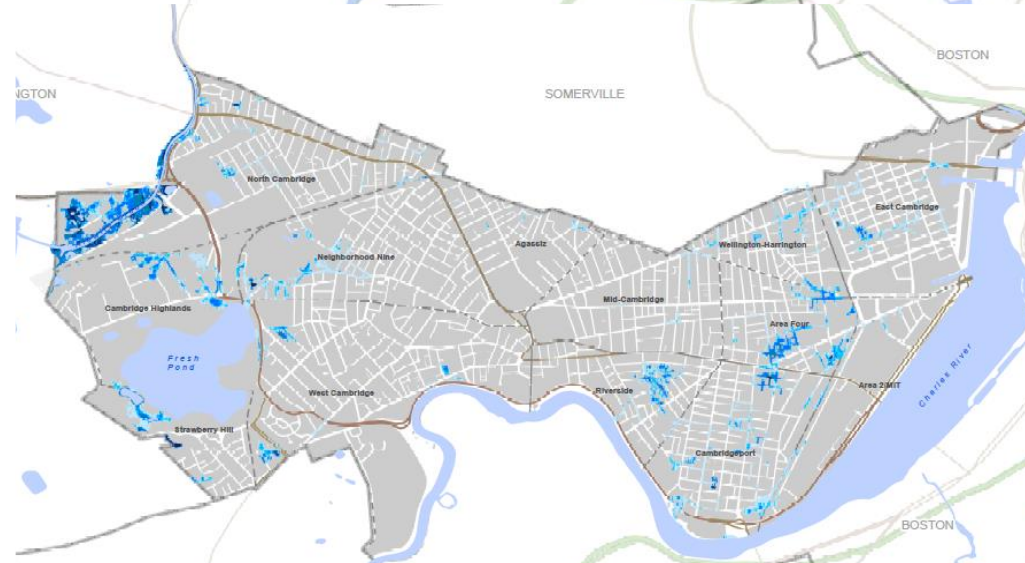 BOSTON
NGTON
SOMERVILLE
North Cambridge
East Cambridge
Agassiz
Wellington-Harrington
Neighborhood Nine
Mid-Cambridge
Cambridge Highlands
Area Four
Fresh
Pond
Charles River
Area 2/MIT
Riverside
West Cambridge
Strawberry Hill
Cambridgeport
BOSTON